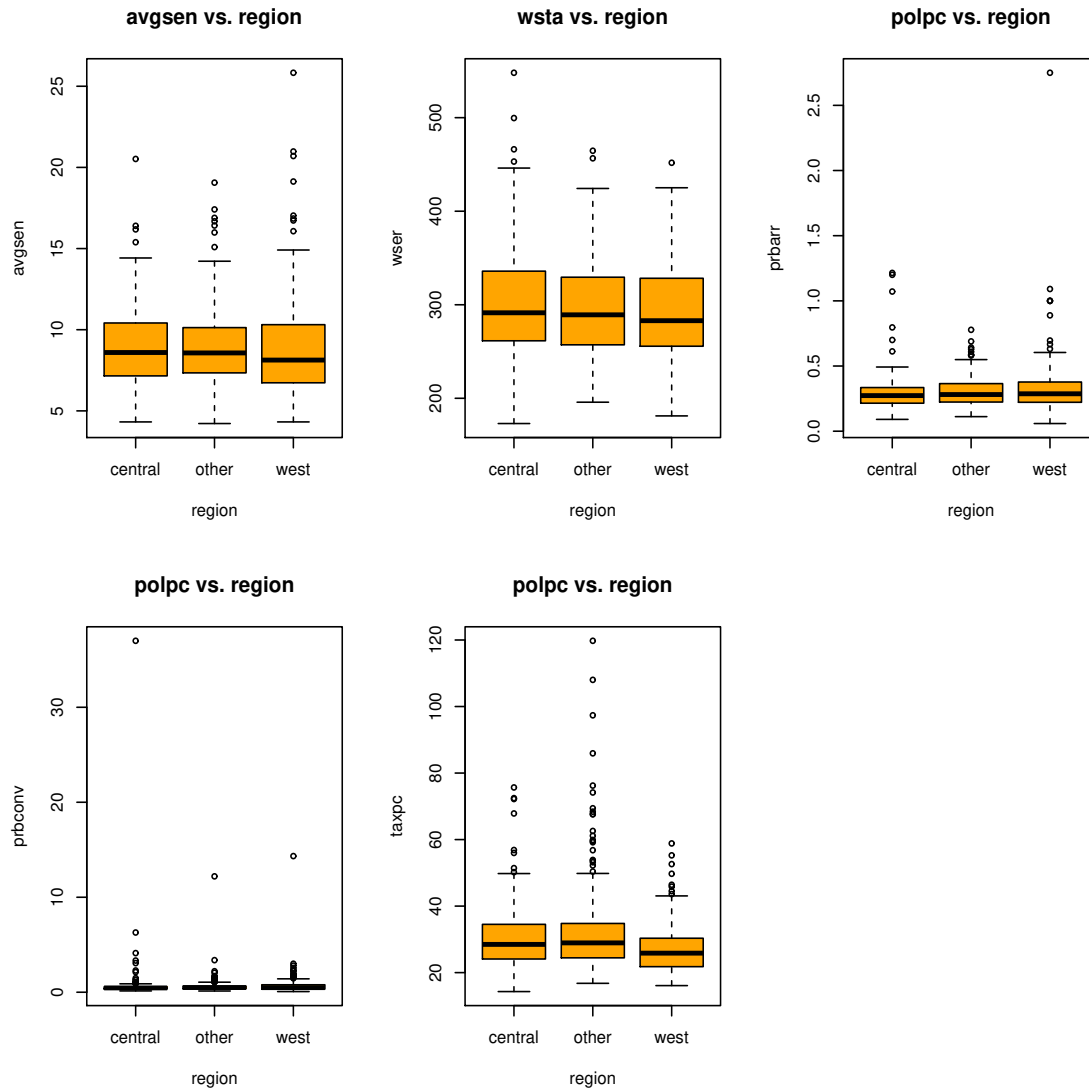 avgsen vs. region
avgsen
25
20
15
10
5
central other west
region
wsta vs. region
wser
500
400
300
200
central other west
region
polpc vs. region
prbarr
2.5
2.0
1.5
1.0
0.5
0.0
central other west
region
polpc vs. region
prbconv
30
20
10
0
central other west
region
polpc vs. region
taxpc
120
100
80
60
40
20
central other west
region